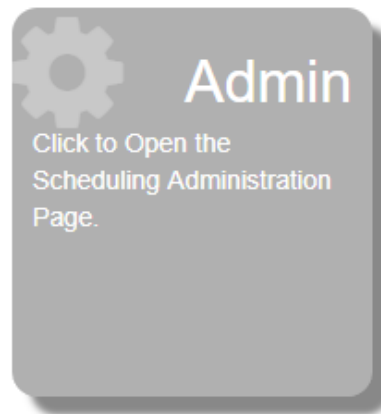 Admin
Click to Open the
Scheduling Administration
Page.